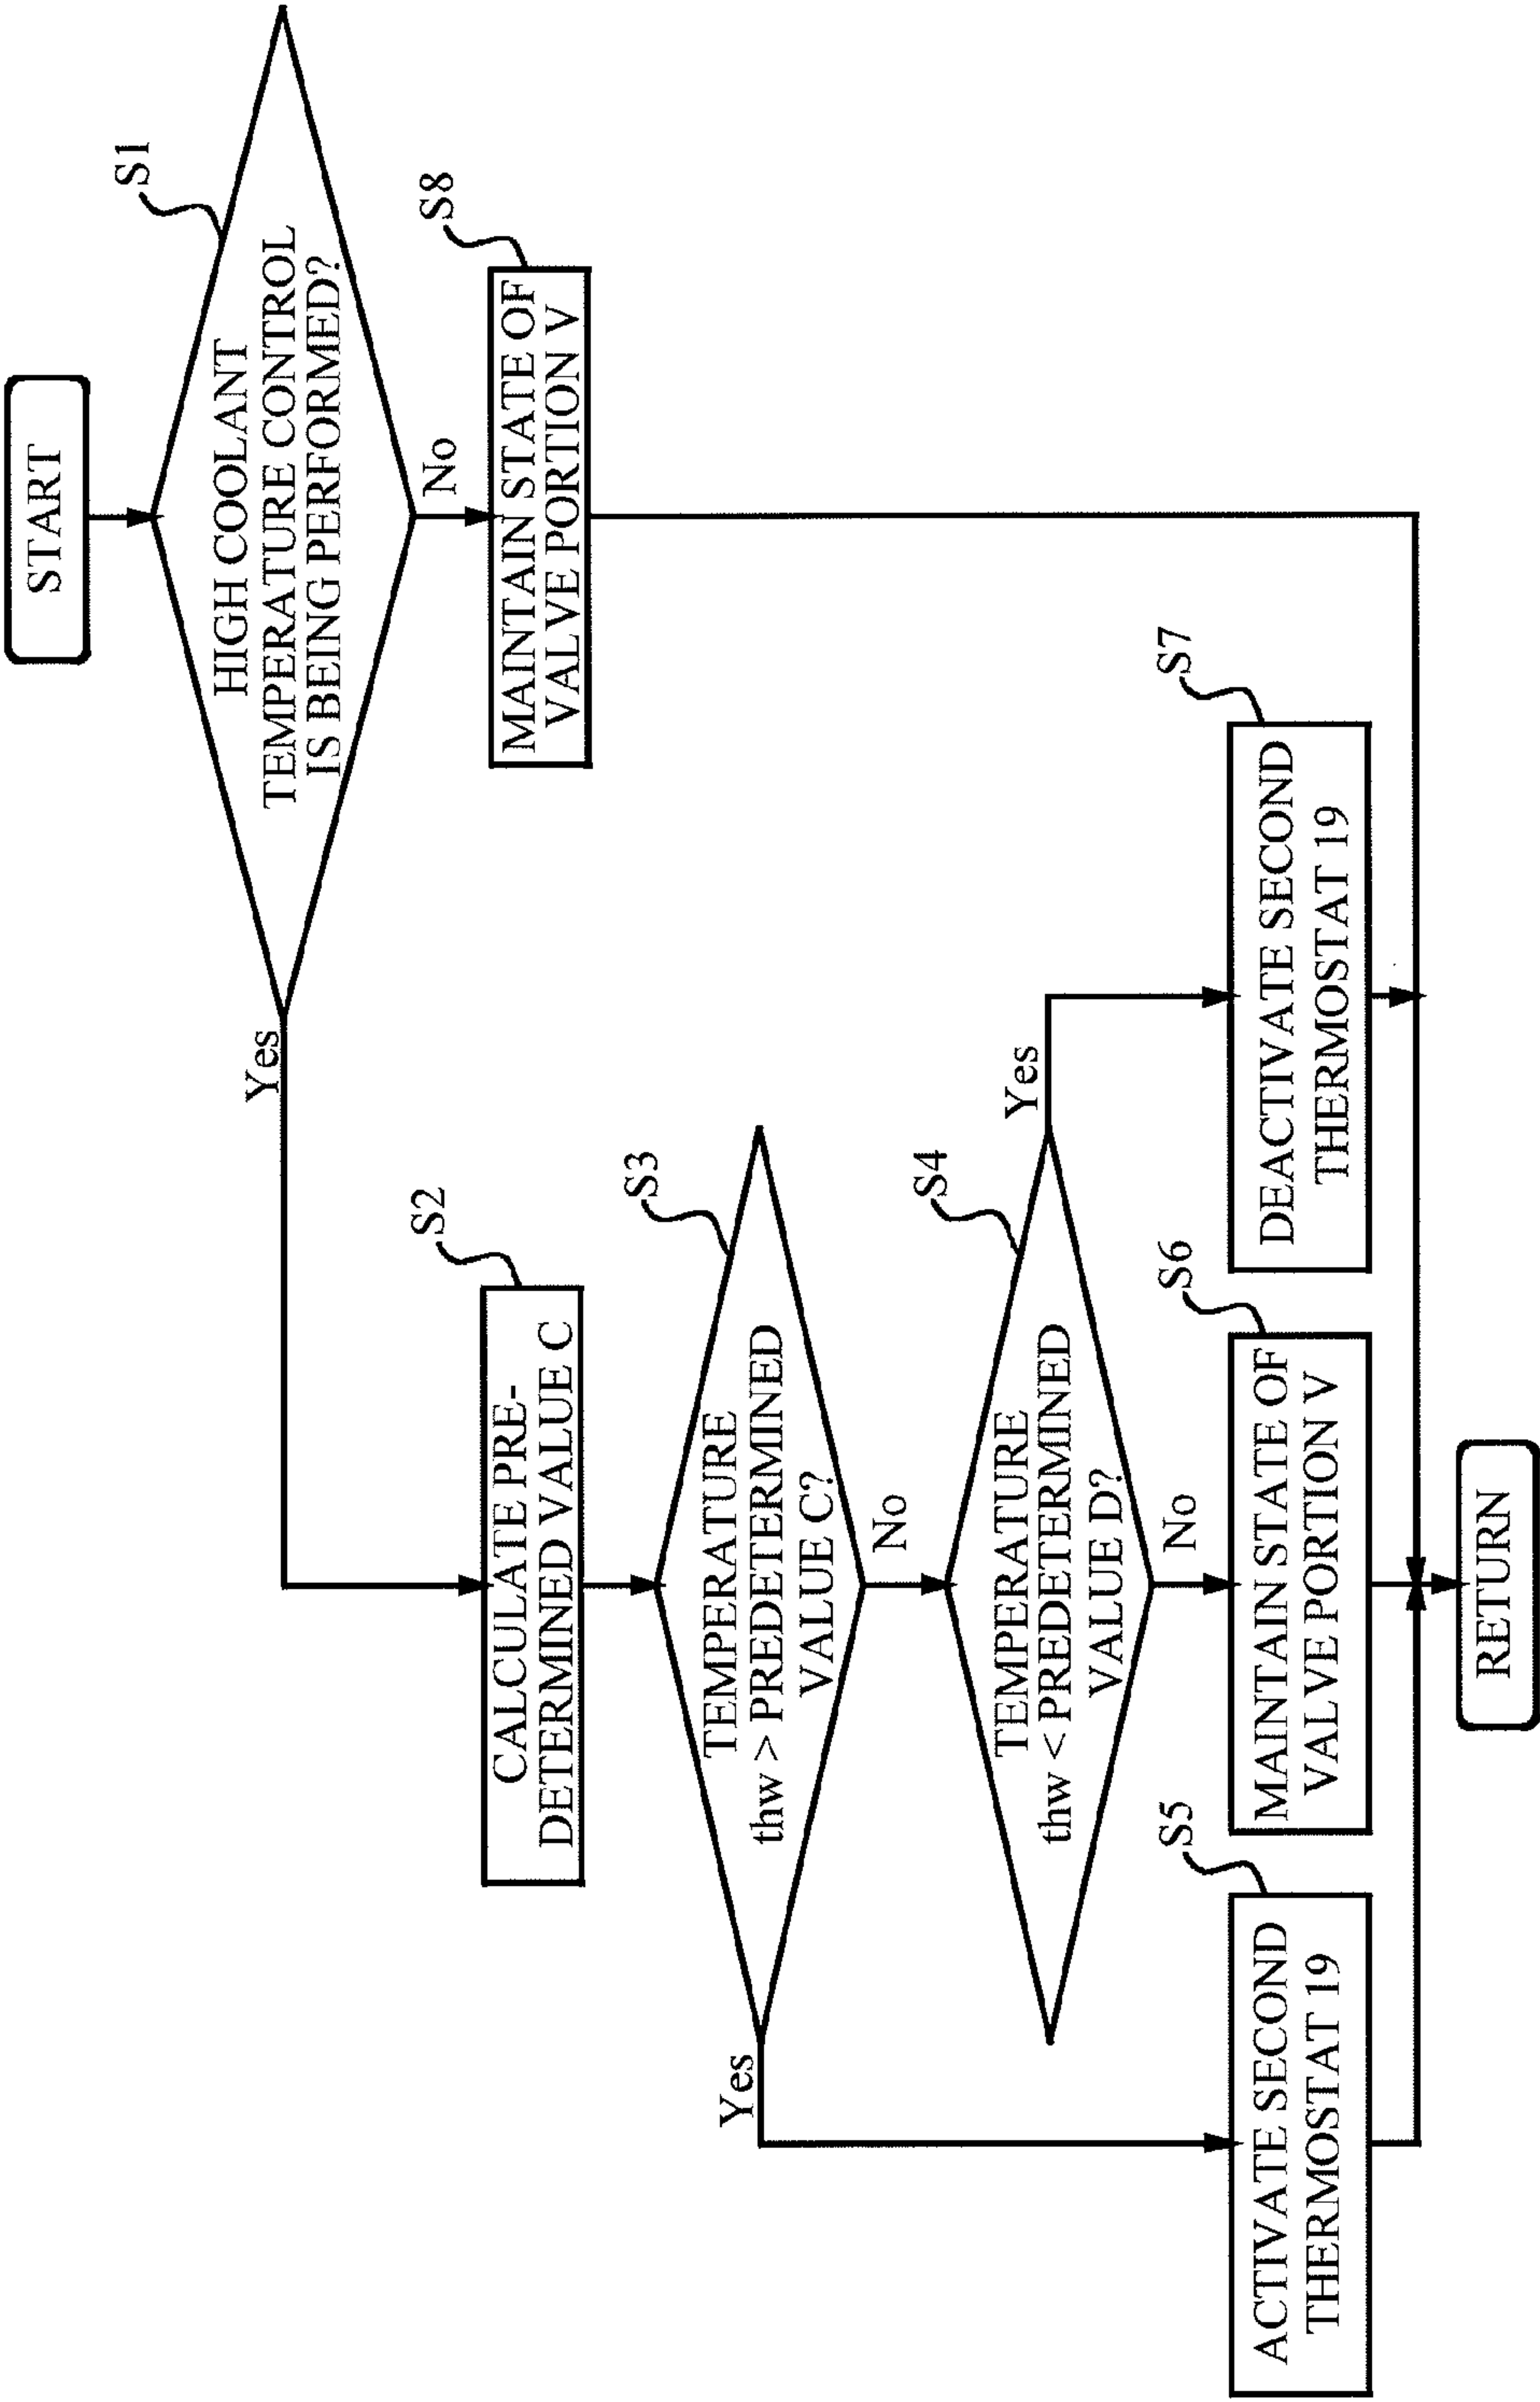 START
S1
HIGH COOLANT
TEMPERATURE CONTROL
IS BEING PERFORMED?
Yes
No
S8
MAINTAIN STATE OF
VALVE PORTION V
S2
CALCULATE PRE-
DETERMINED VALUE C
S3
TEMPERATURE
thw > PREDETERMINED
VALUE C?
Yes
No
S4
TEMPERATURE
thw < PREDETERMINED
VALUE D?
Yes
No
S5
ACTIVATE SECOND
THERMOSTAT 19
S6
MAINTAIN STATE OF
VALVE PORTION V
S7
DEACTIVATE SECOND
THERMOSTAT 19
RETURN